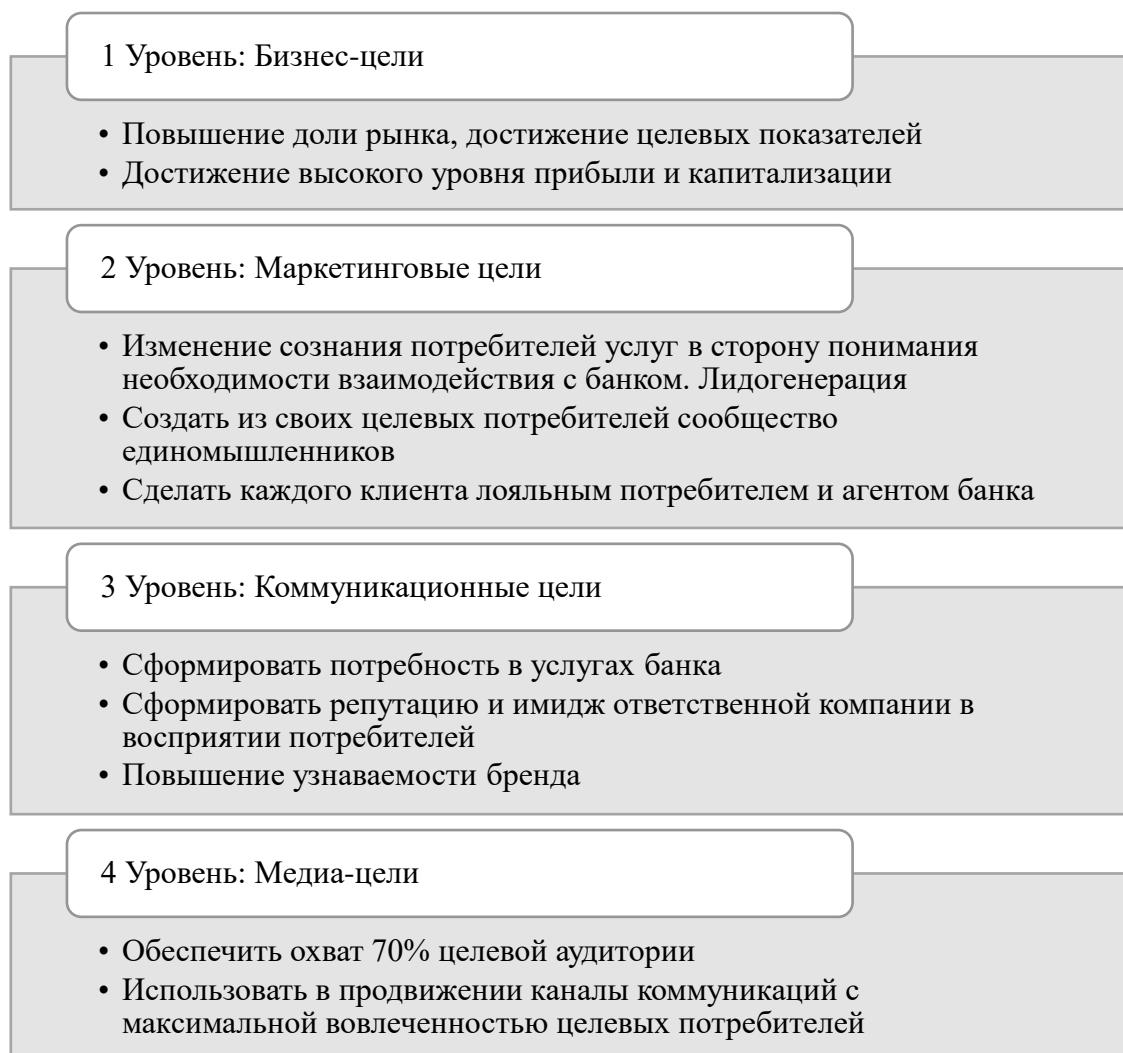 1 Уровень: Бизнес-цели
• Повышение доли рынка, достижение целевых показателей
• Достижение высокого уровня прибыли и капитализации
2 Уровень: Маркетинговые цели
• Изменение сознания потребителей услуг в сторону понимания
необходимости взаимодействия с банком. Лидогенерация
• Создать из своих целевых потребителей сообщество
единомышленников
• Сделать каждого клиента лояльным потребителем и агентом банка
3 Уровень: Коммуникационные цели
• Сформировать потребность в услугах банка
• Сформировать репутацию и имидж ответственной компании в
восприятии потребителей
• Повышение узнаваемости бренда
4 Уровень: Медиа-цели
• Обеспечить охват 70% целевой аудитории
• Использовать в продвижении каналы коммуникаций с
максимальной вовлеченностью целевых потребителей